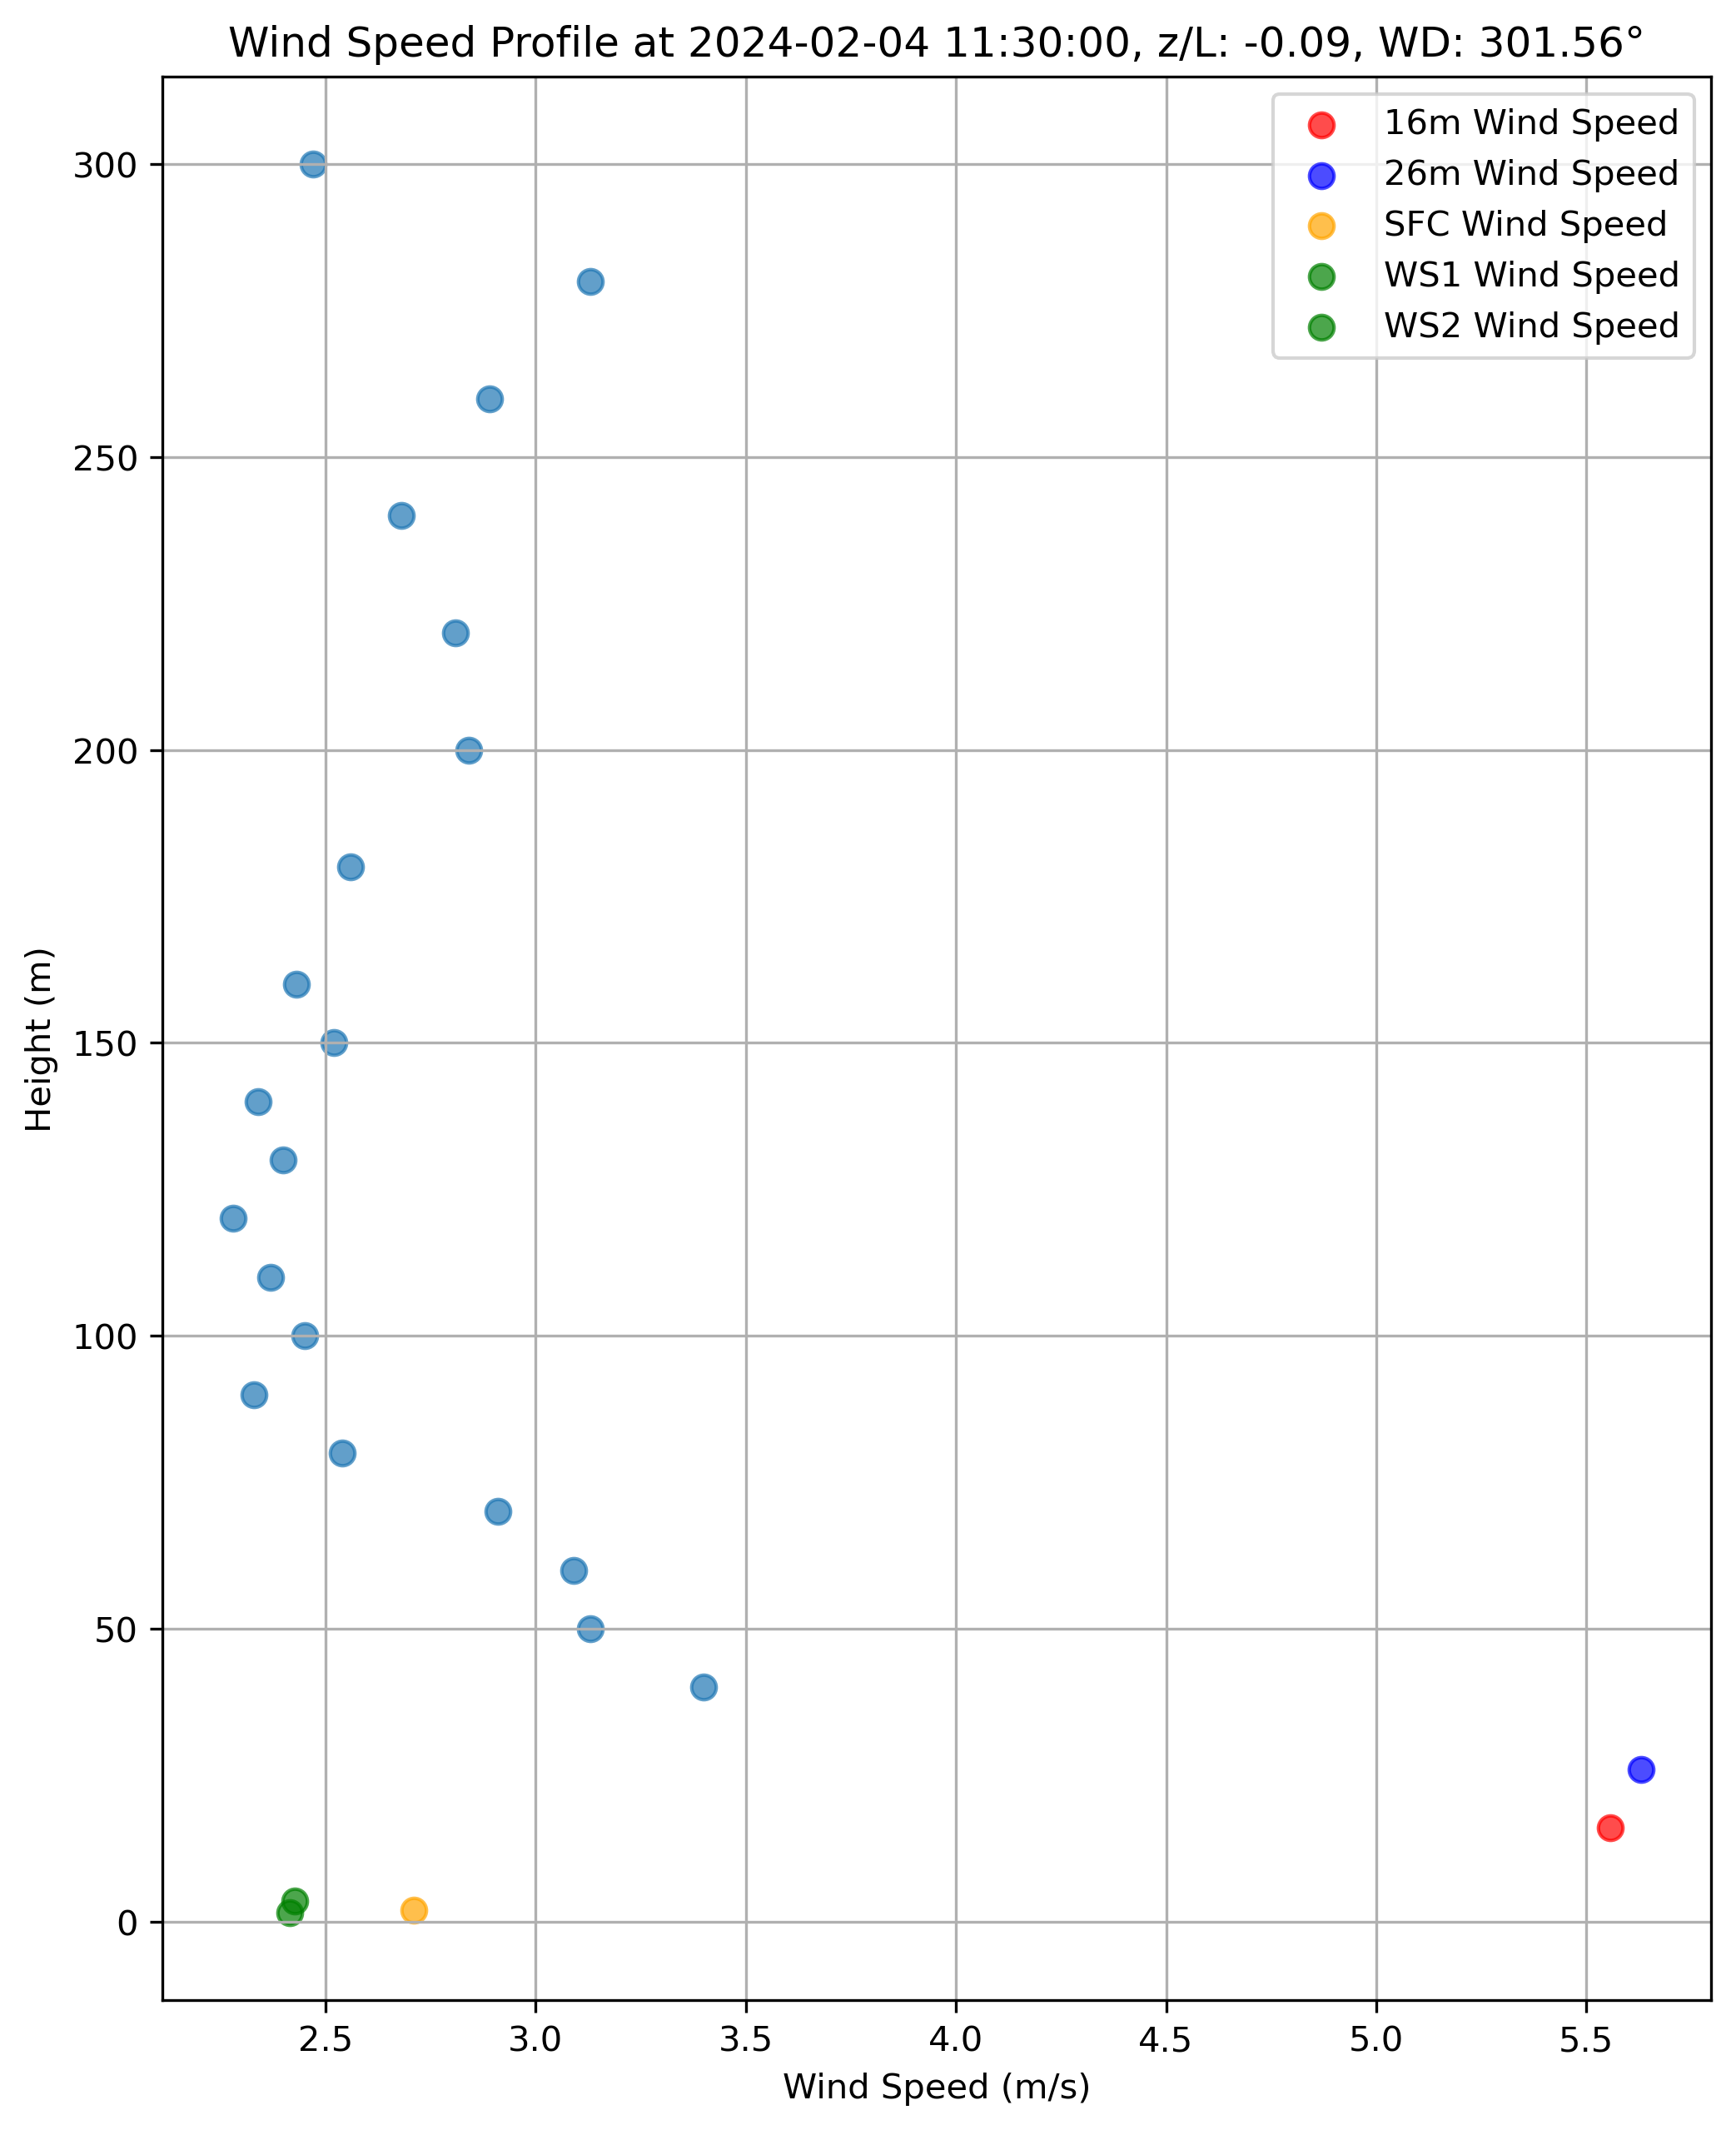 Wind Speed Profile at 2024-02-04 11:30:00, z/L: -0.09, WD: 301.56°
16m Wind Speed
26m Wind Speed
SFC Wind Speed
WS1 Wind Speed
WS2 Wind Speed
300
250
200
150
100
50
0
Height (m)
2.5 3.0 3.5 4.0 4.5 5.0 5.5
Wind Speed (m/s)